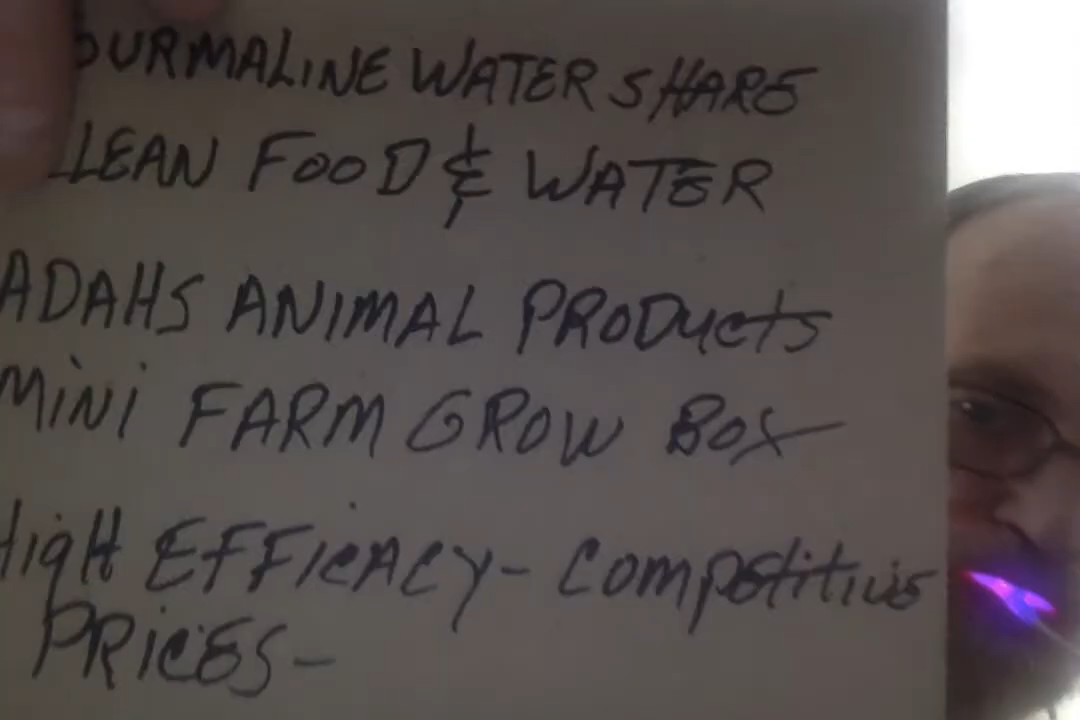 OURMALINE WATER SHARE
LEAN FOOD & WATER
ADAHS ANIMAL PRODucts
MiNi FARM GROW BOX
HigH EFFiCACY- Competitive
PRiCES-